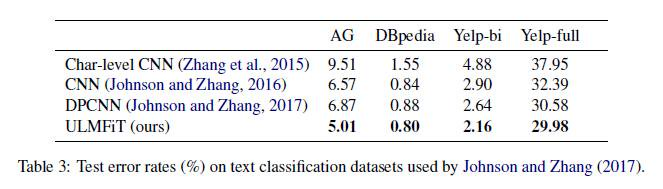 AG DBpedia Yelp-bi Yelp-full
Char-level CNN (Zhang et al., 2015) 9.51 1.55 4.88 37.95
CNN (Johnson and Zhang, 2016) 6.57 0.84 2.90 32.39
DPCNN (Johnson and Zhang, 2017) 6.87 0.88 2.64 30.58
ULMFiT (ours) 5.01 0.80 2.16 29.98
Table 3: Test error rates (%) on text classification datasets used by Johnson and Zhang (2017).